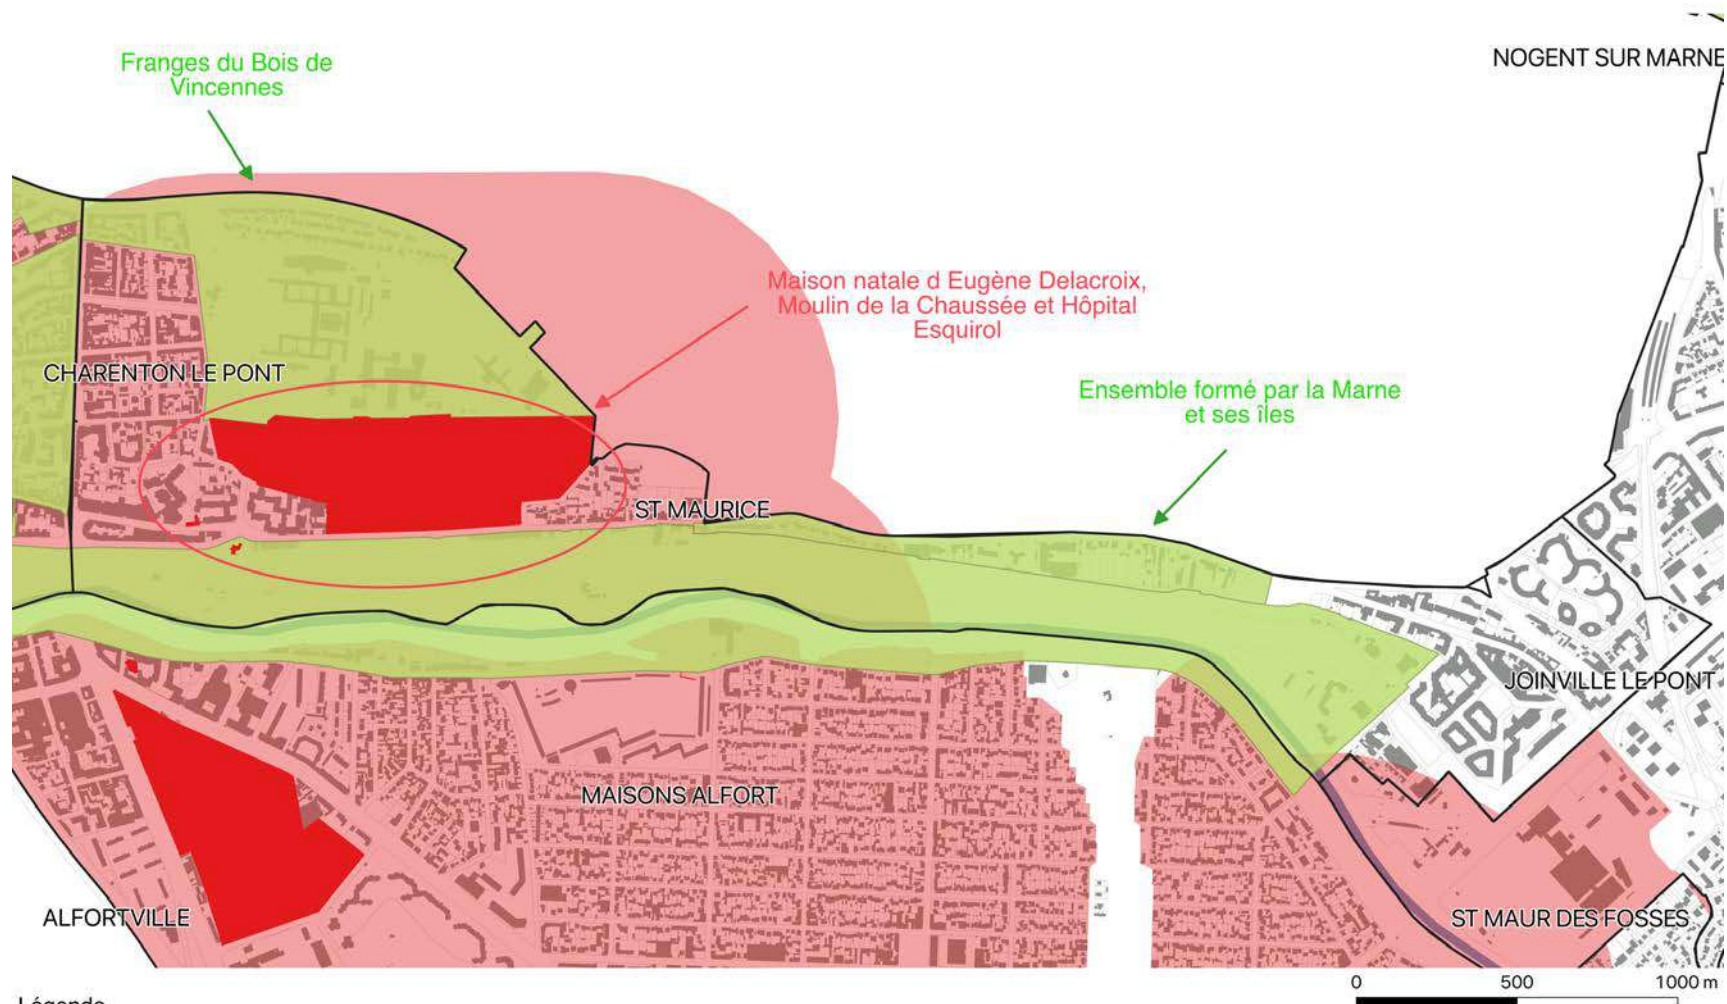 NOGENT SUR MARNE
Franges du Bois de
Vincennes
Maison natale d Eugène Delacroix,
Moulin de la Chaussée et Hôpital
Esquirol
CHARENTON LE PONT
Ensemble formé par la Marne
et ses îles
ST MAURICE
JOINVILLE LE PONT
MAISONS ALFORT
ALFORTVILLE
ST MAUR DES FOSSES
0 500 1000 m
Légende